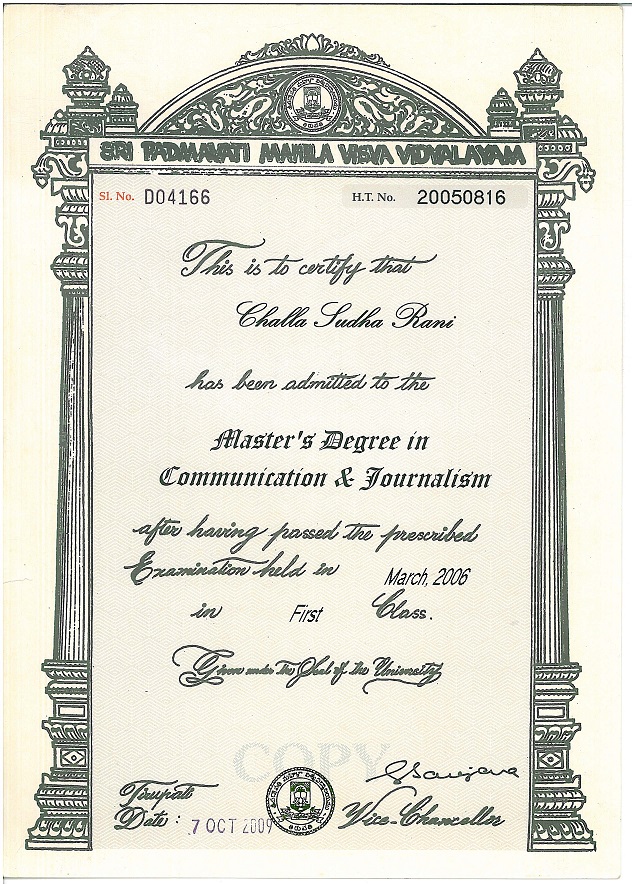 SRI PADMAVATI MAHILA VISVA VIDYALAYAM
Sl. No. D04166 H.T. No. 20050816
This is to certify that
Challa Sudha Rani
has been admitted to the
Master's Degree in
Communication & Journalism
after having passed the prescribed
Examination held in March, 2006
in First Class.
Given under the Seal of the University
COPY
Tirupati
Date : 7 OCT 2009 Vice-Chancellor